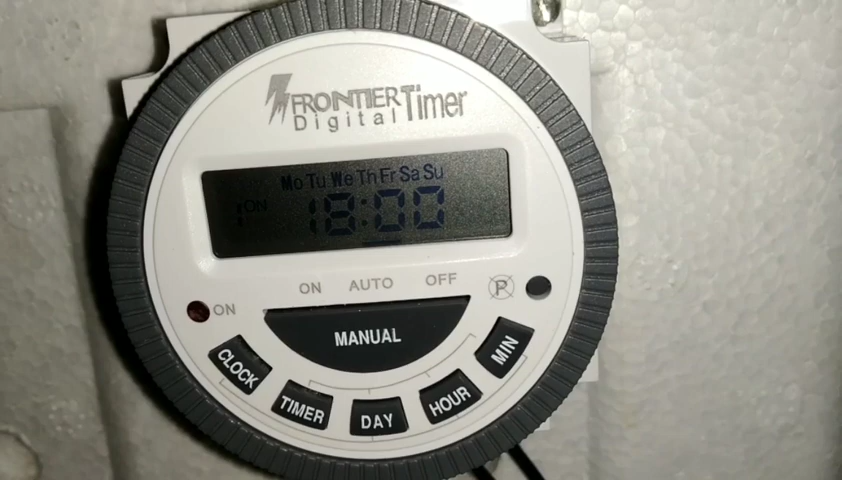 FRONTIER Timer
Digital
Mo Tu We Th Fr Sa Su
1 ON 18:00
ON AUTO OFF P
ON
MANUAL
CLOCK
TIMER
DAY
HOUR
MIN